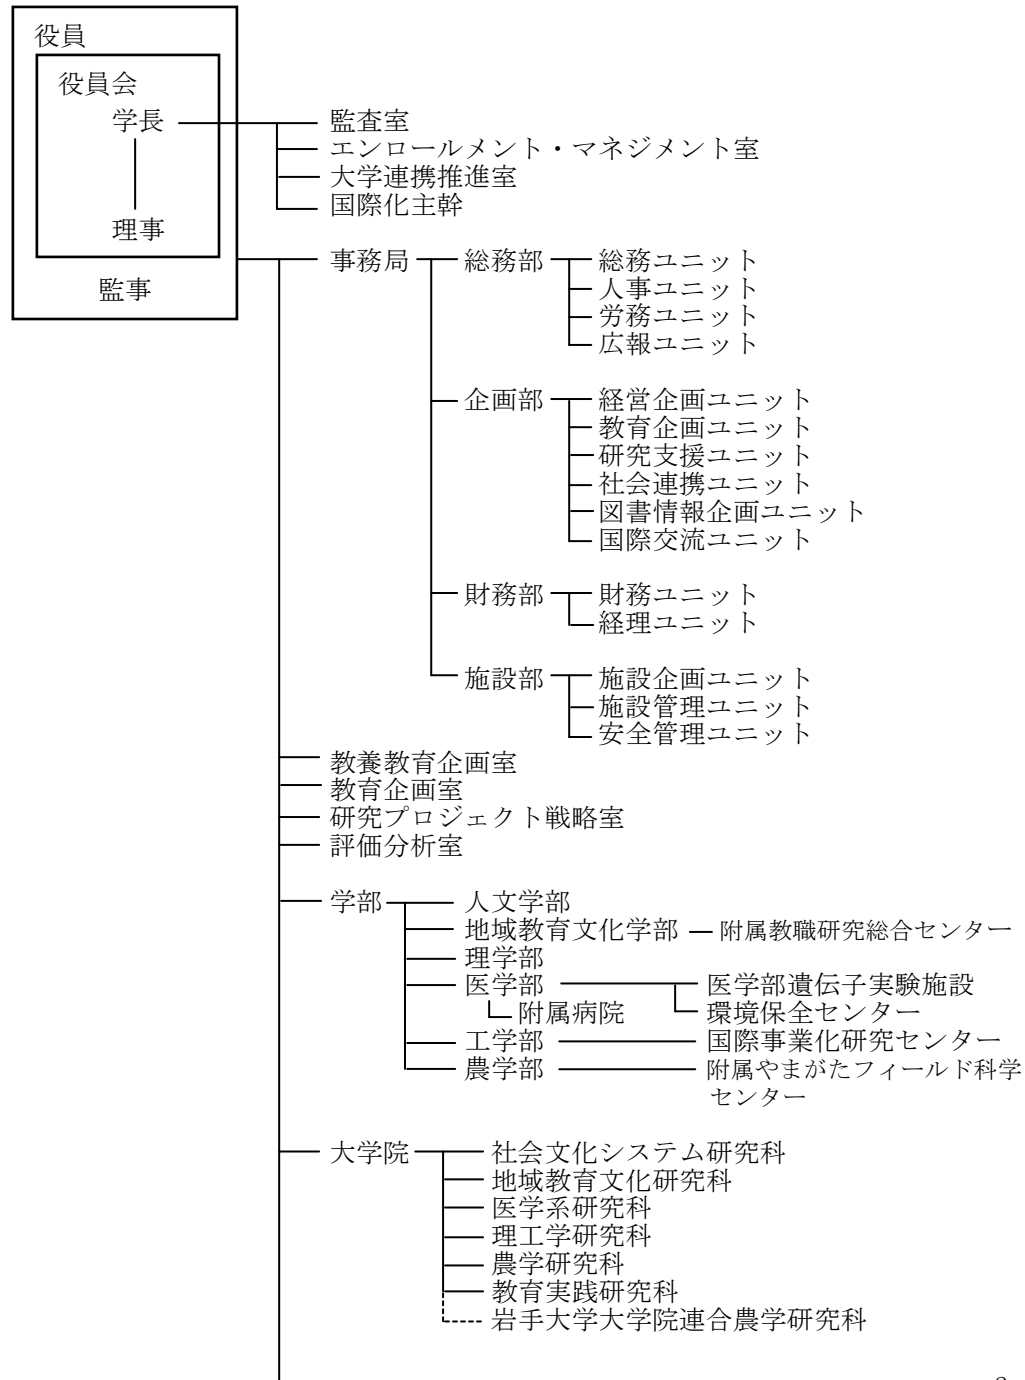 役員
役員会
学長
理事
監事
監査室
エンロールメント・マネジメント室
大学連携推進室
国際化主幹
事務局 総務部 総務ユニット
人事ユニット
労務ユニット
広報ユニット
企画部 経営企画ユニット
教育企画ユニット
研究支援ユニット
社会連携ユニット
図書情報企画ユニット
国際交流ユニット
財務部 財務ユニット
経理ユニット
施設部 施設企画ユニット
施設管理ユニット
安全管理ユニット
教養教育企画室
教育企画室
研究プロジェクト戦略室
評価分析室
学部 人文学部
地域教育文化学部 附属教職研究総合センター
理学部
医学部 医学部遺伝子実験施設
附属病院 環境保全センター
工学部 国際事業化研究センター
農学部 附属やまがたフィールド科学
センター
大学院 社会文化システム研究科
地域教育文化研究科
医学系研究科
理工学研究科
農学研究科
教育実践研究科
岩手大学大学院連合農学研究科